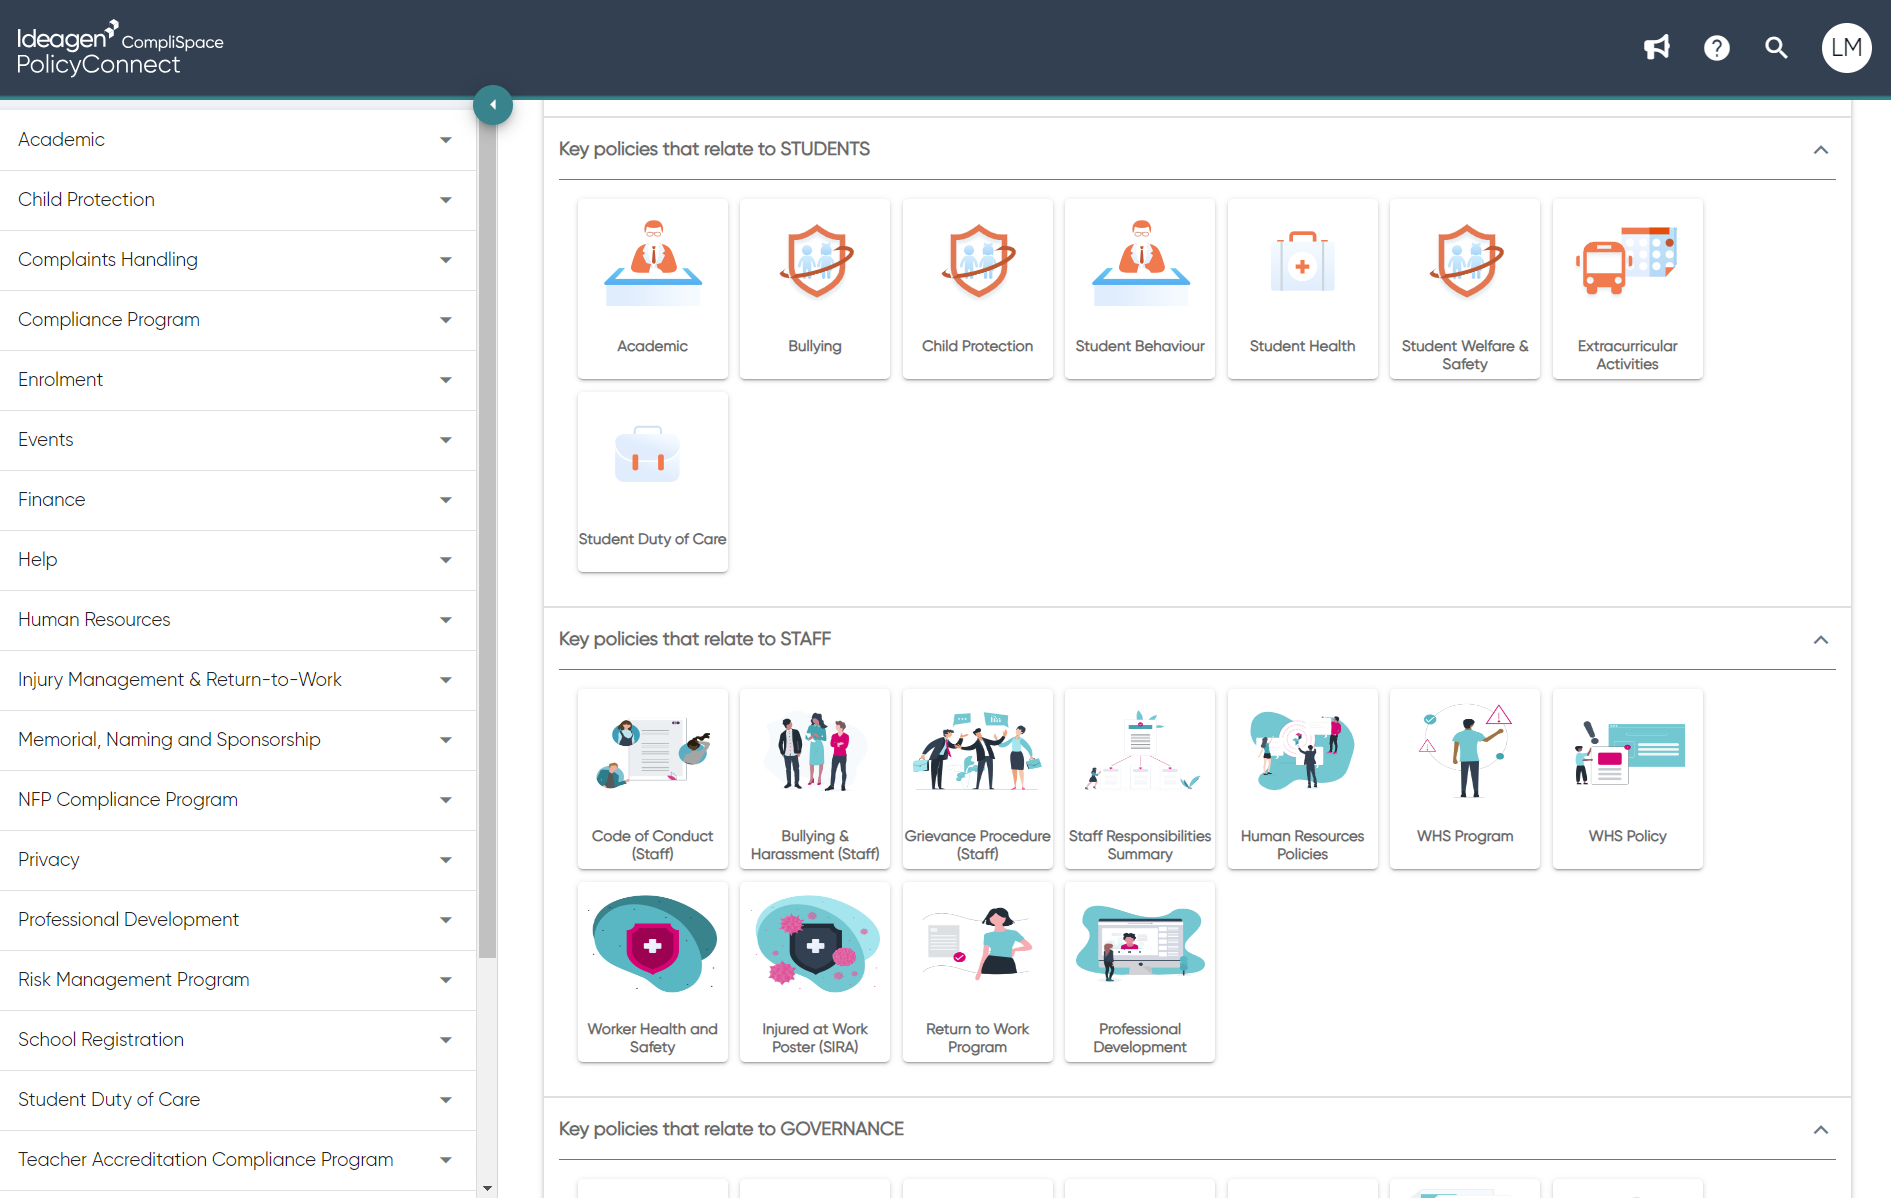 Ideagen CompliSpace
PolicyConnect
LM
Academic
Child Protection
Complaints Handling
Compliance Program
Enrolment
Events
Finance
Help
Human Resources
Injury Management & Return-to-Work
Memorial, Naming and Sponsorship
NFP Compliance Program
Privacy
Professional Development
Risk Management Program
School Registration
Student Duty of Care
Teacher Accreditation Compliance Program
Key policies that relate to STUDENTS
Academic
Bullying
Child Protection
Student Behaviour
Student Health
Student Welfare &
Safety
Extracurricular
Activities
Student Duty of Care
Key policies that relate to STAFF
Code of Conduct
(Staff)
Bullying &
Harassment (Staff)
Grievance Procedure
(Staff)
Staff Responsibilities
Summary
Human Resources
Policies
WHS Program
WHS Policy
Worker Health and
Safety
Injured at Work
Poster (SIRA)
Return to Work
Program
Professional
Development
Key policies that relate to GOVERNANCE